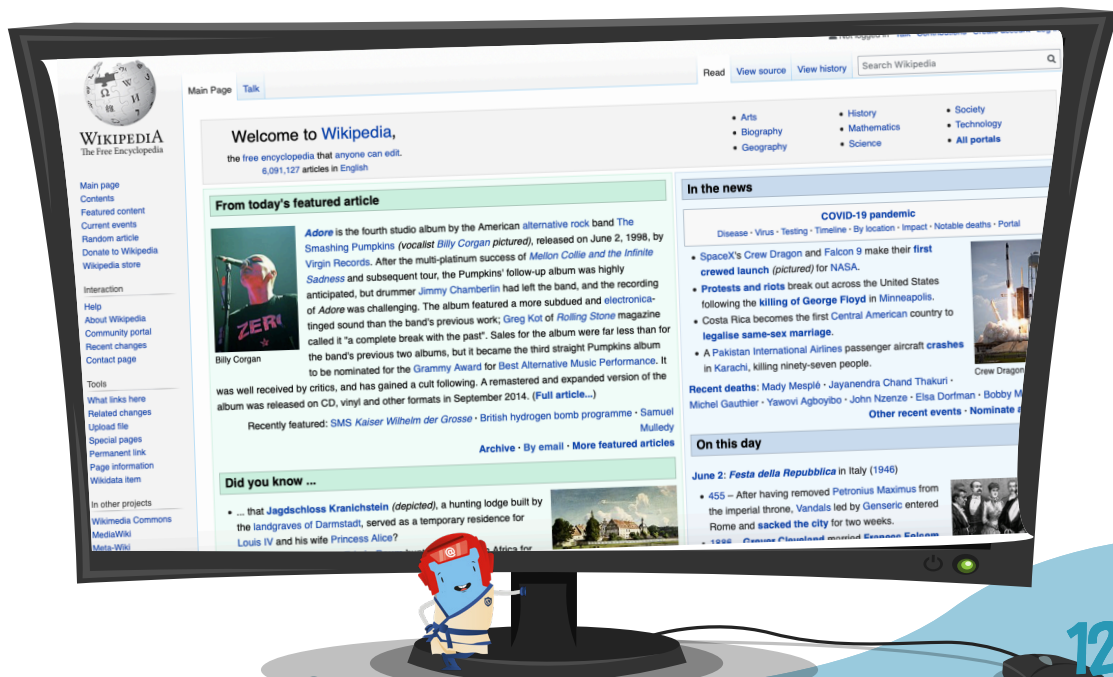 Not logged in Talk Contributions Create account Log in
Read View source View history Search Wikipedia
Main Page Talk
WIKIPEDIA
The Free Encyclopedia
Main page
Contents
Featured content
Current events
Random article
Donate to Wikipedia
Wikipedia store
Interaction
Help
About Wikipedia
Community portal
Recent changes
Contact page
Tools
What links here
Related changes
Upload file
Special pages
Permanent link
Page information
Wikidata item
In other projects
Wikimedia Commons
MediaWiki
Meta-Wiki
Welcome to Wikipedia,
the free encyclopedia that anyone can edit.
6,091,127 articles in English
• Arts
• Biography
• Geography
• History
• Mathematics
• Science
• Society
• Technology
• All portals
From today's featured article
Adore is the fourth studio album by the American alternative rock band The
Smashing Pumpkins (vocalist Billy Corgan pictured), released on June 2, 1998, by
Virgin Records. After the multi-platinum success of Mellon Collie and the Infinite
Sadness and subsequent tour, the Pumpkins' follow-up album was highly
anticipated, but drummer Jimmy Chamberlin had left the band, and the recording
of Adore was challenging. The album featured a more subdued and electronica-
tinged sound than the band's previous work; Greg Kot of Rolling Stone magazine
called it "a complete break with the past". Sales for the album were far less than for
the band's previous two albums, but it became the third straight Pumpkins album
to be nominated for the Grammy Award for Best Alternative Music Performance. It
was well received by critics, and has gained a cult following. A remastered and expanded version of the
album was released on CD, vinyl and other formats in September 2014. (Full article...)
ZERO
Billy Corgan
Recently featured: SMS Kaiser Wilhelm der Grosse · British hydrogen bomb programme · Samuel
Mulledy
Archive · By email · More featured articles
Did you know ...
• ... that Jagdschloss Kranichstein (depicted), a hunting lodge built by
the landgraves of Darmstadt, served as a temporary residence for
Louis IV and his wife Princess Alice?
Africa for
In the news
COVID-19 pandemic
Disease · Virus · Testing · Timeline · By location · Impact · Notable deaths · Portal
• SpaceX's Crew Dragon and Falcon 9 make their first
crewed launch (pictured) for NASA.
• Protests and riots break out across the United States
following the killing of George Floyd in Minneapolis.
• Costa Rica becomes the first Central American country to
legalise same-sex marriage.
• A Pakistan International Airlines passenger aircraft crashes
in Karachi, killing ninety-seven people.
Crew Dragon
Recent deaths: Mady Mesplé · Jayanendra Chand Thakuri ·
Michel Gauthier · Yawovi Agboyibo · John Nzenze · Elsa Dorfman · Bobby M
Other recent events · Nominate a
On this day
June 2: Festa della Repubblica in Italy (1946)
• 455 – After having removed Petronius Maximus from
the imperial throne, Vandals led by Genseric entered
Rome and sacked the city for two weeks.
• 1886 – Grover Cleveland married Frances Folsom
@
12